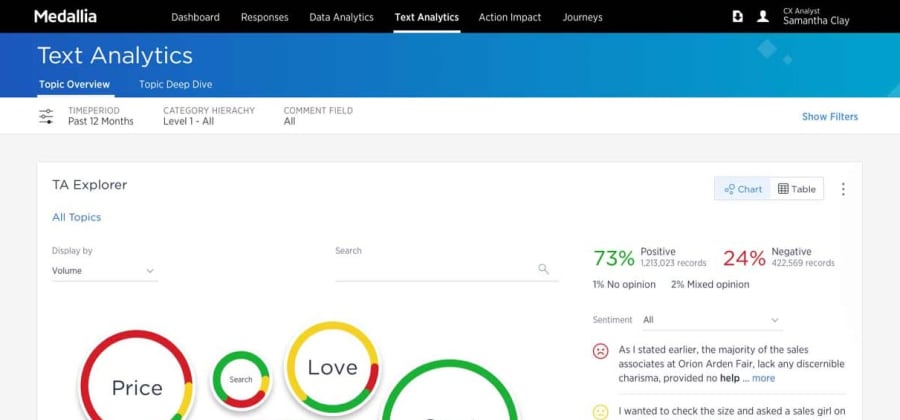 Medallia
Dashboard Responses Data Analytics Text Analytics Action Impact Journeys
CX Analyst
Samantha Clay
Text Analytics
Topic Overview Topic Deep Dive
TIMEPERIOD CATEGORY HIERACHY COMMENT FIELD
Past 12 Months Level 1 - All All
Show Filters
TA Explorer
Chart Table
All Topics
Display by Search
Volume
73% Positive 24% Negative
1,213,023 records 422,569 records
1% No opinion 2% Mixed opinion
Sentiment All
Price
Search
Love
As I stated earlier, the majority of the sales
associates at Orion Arden Fair, lack any discernible
charisma, provided no help ... more
I wanted to check the size and asked a sales girl on